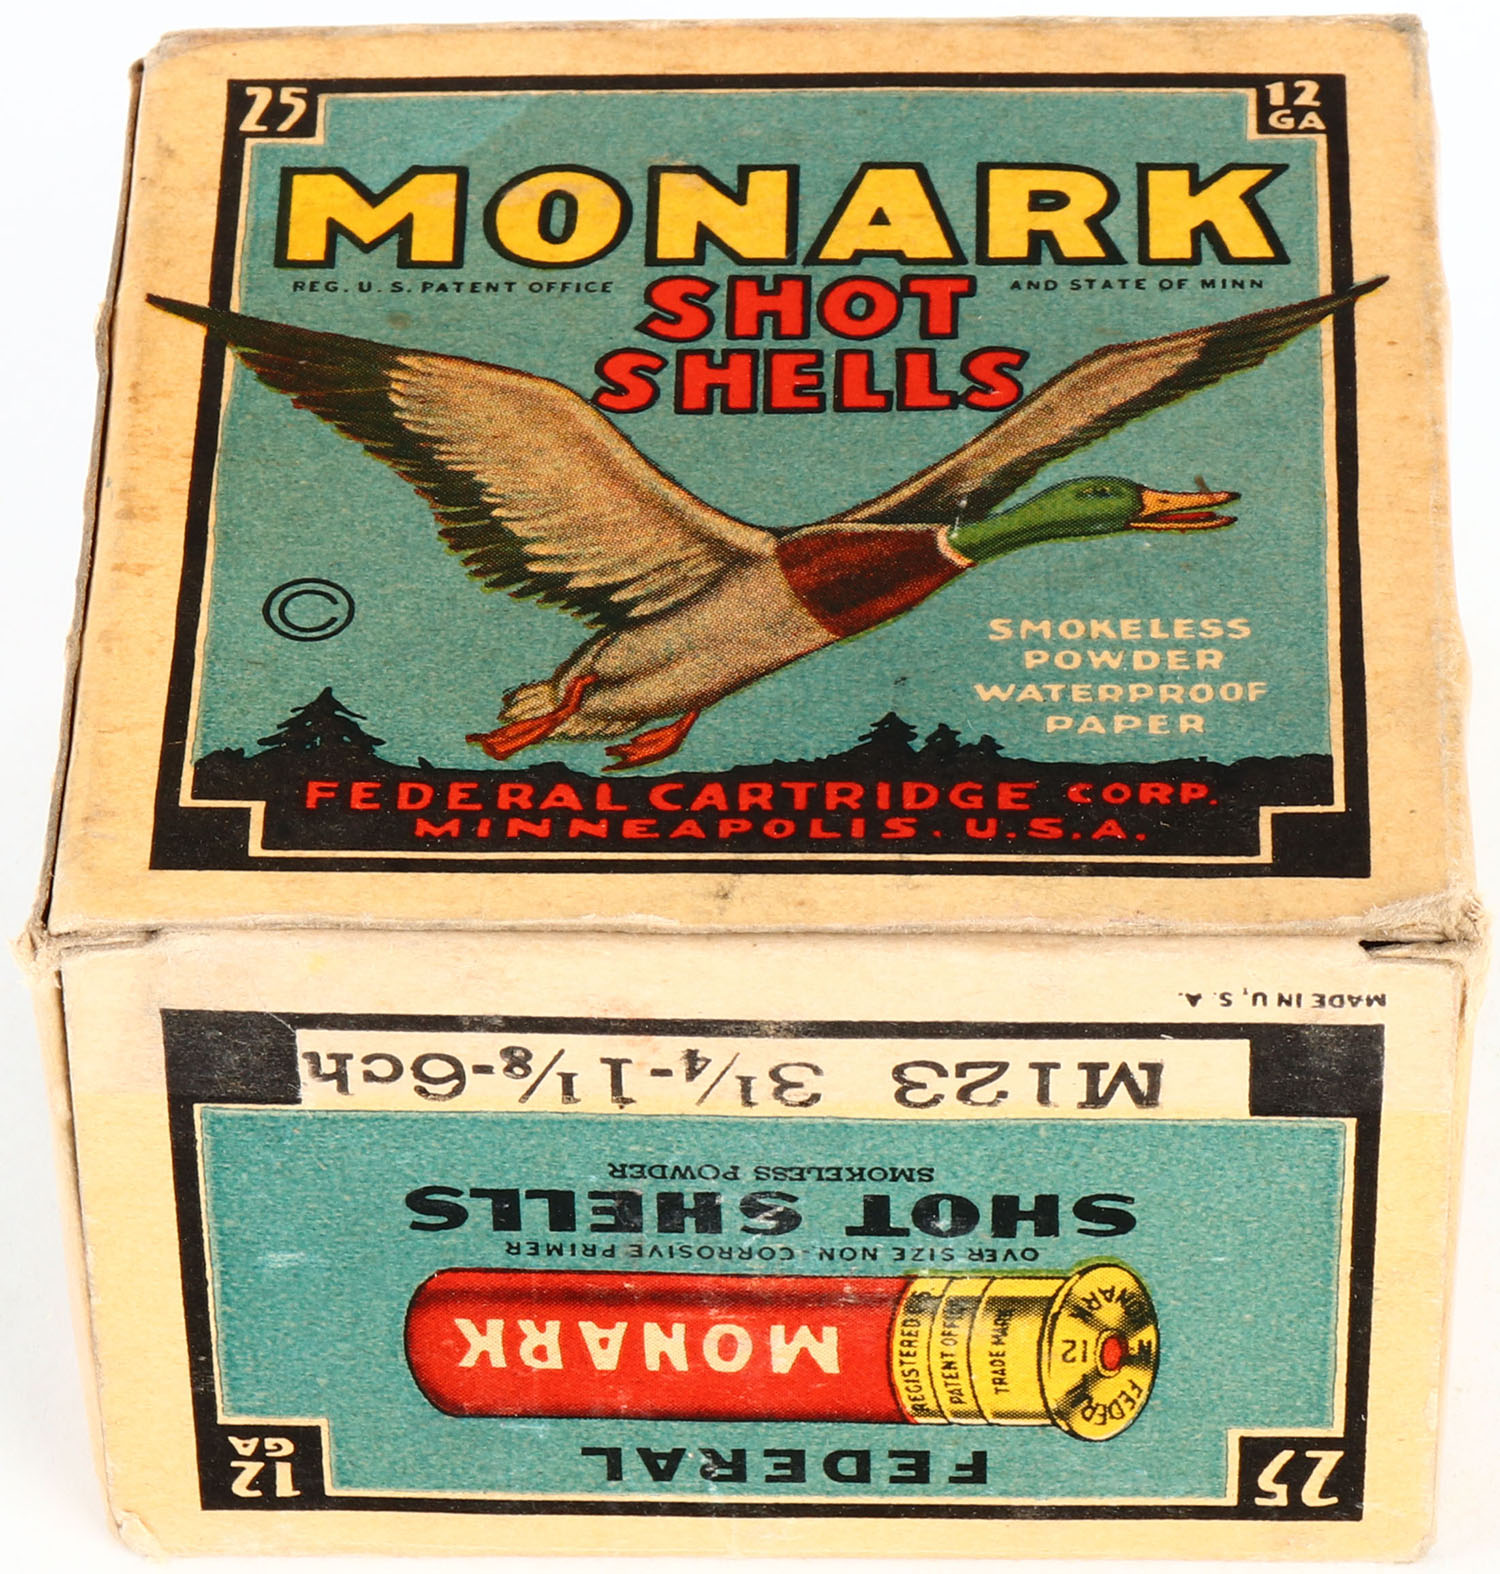 25
12
GA
MONARK
REG. U. S. PATENT OFFICE
AND STATE OF MINN
SHOT
SHELLS
©
SMOKELESS
POWDER
WATERPROOF
PAPER
FEDERAL CARTRIDGE CORP.
MINNEAPOLIS. U.S.A.
25
12
GA
FEDERAL
MONARK
REGISTERED U.S.
PATENT OFFICE
TRADE MARK
MONARK
12
FEDER
OVER SIZE NON-CORROSIVE PRIMER
SHOT SHELLS
SMOKELESS POWDER
M123 3¼-1⅛-6ch
MADE IN U.S.A.